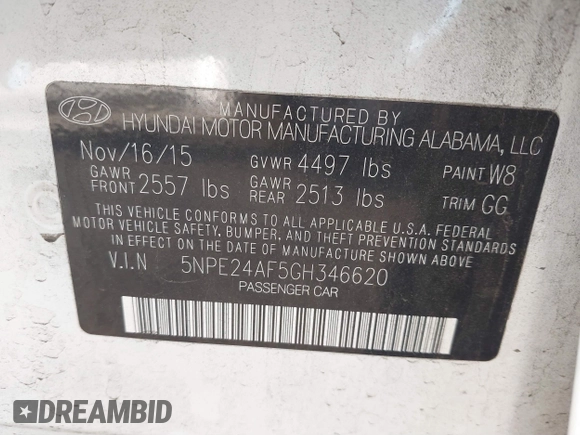 MANUFACTURED BY
HYUNDAI MOTOR MANUFACTURING ALABAMA, LLC
Nov/16/15 GVWR 4497 lbs PAINT W8
GAWR FRONT 2557 lbs GAWR REAR 2513 lbs TRIM GG
THIS VEHICLE CONFORMS TO ALL APPLICABLE U.S.A. FEDERAL
MOTOR VEHICLE SAFETY, BUMPER, AND THEFT PREVENTION STANDARDS
IN EFFECT ON THE DATE OF MANUFACTURE SHOWN ABOVE.
V.I.N 5NPE24AF5GH346620
PASSENGER CAR
DREAMBID